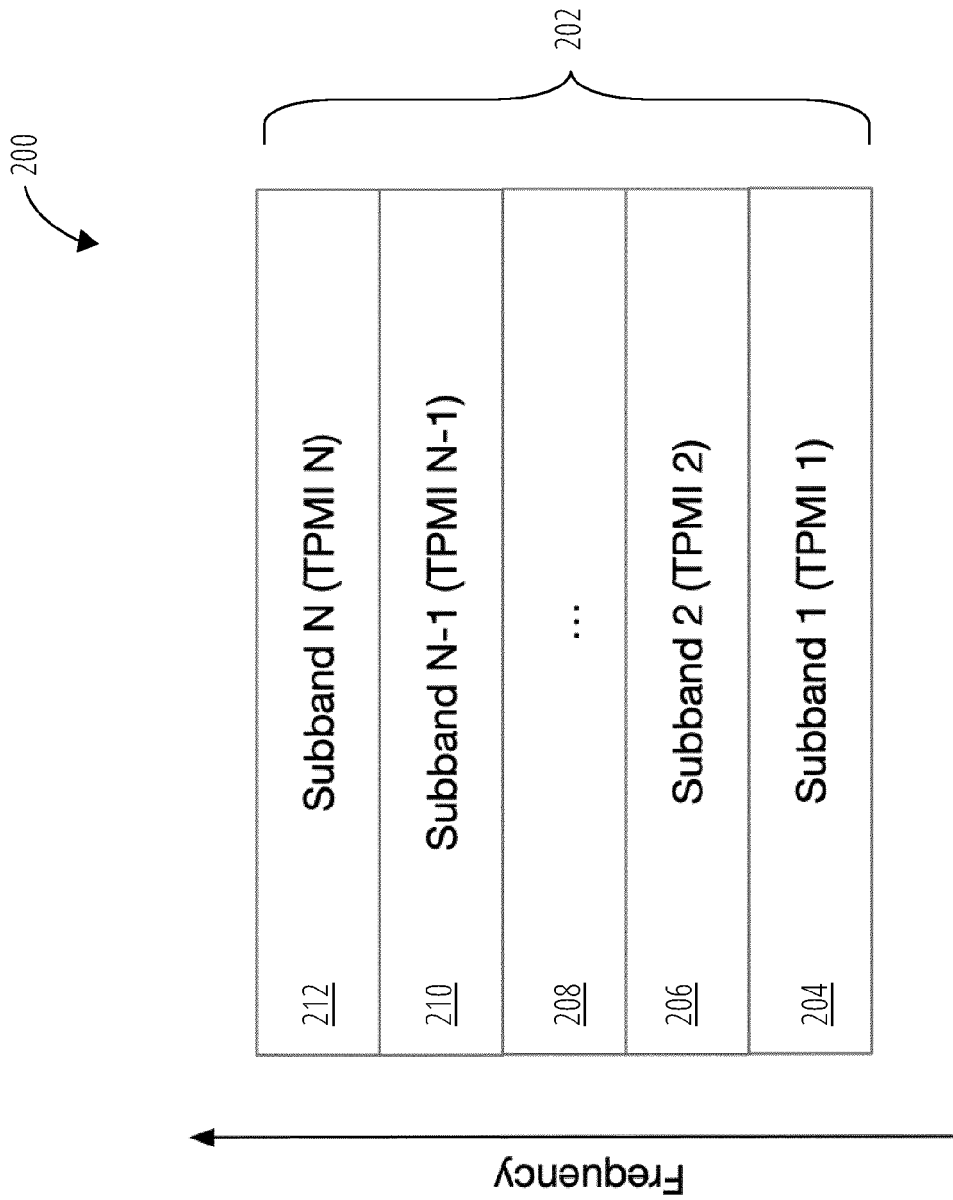 200
202
212 Subband N (TPMI N)
210 Subband N-1 (TPMI N-1)
208 ...
206 Subband 2 (TPMI 2)
204 Subband 1 (TPMI 1)
Frequency